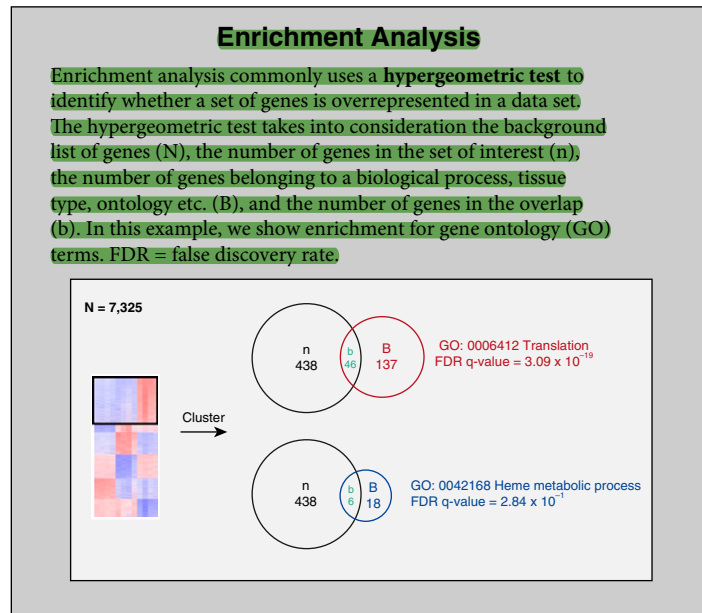 Enrichment Analysis
Enrichment analysis commonly uses a hypergeometric test to
identify whether a set of genes is overrepresented in a data set.
The hypergeometric test takes into consideration the background
list of genes (N), the number of genes in the set of interest (n),
the number of genes belonging to a biological process, tissue
type, ontology etc. (B), and the number of genes in the overlap
(b). In this example, we show enrichment for gene ontology (GO)
terms. FDR = false discovery rate.
N = 7,325
Cluster
n
438
b
46
B
137
GO: 0006412 Translation
FDR q-value = 3.09 x 10⁻¹⁹
n
438
b
6
B
18
GO: 0042168 Heme metabolic process
FDR q-value = 2.84 x 10⁻¹